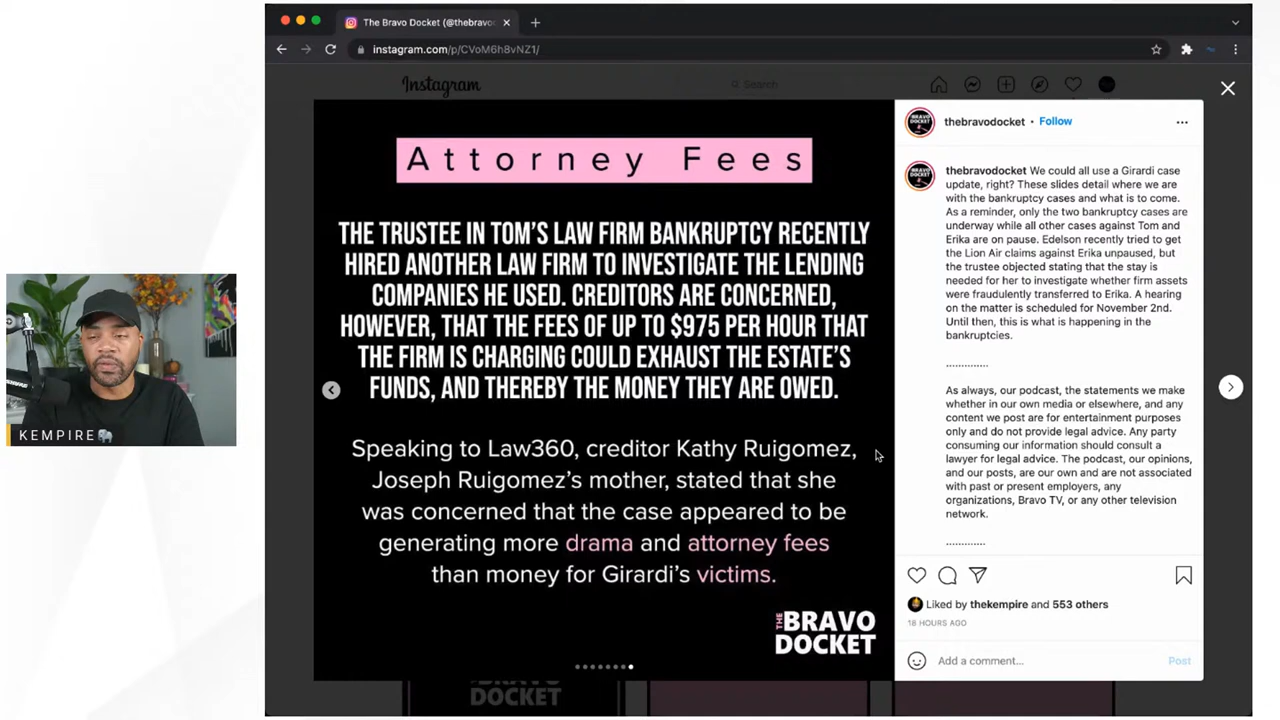 The Bravo Docket (@thebravodo
instagram.com/p/CVoM6h8vNZ1/
Instagram
Search
Attorney Fees
THE TRUSTEE IN TOM'S LAW FIRM BANKRUPTCY RECENTLY
HIRED ANOTHER LAW FIRM TO INVESTIGATE THE LENDING
COMPANIES HE USED. CREDITORS ARE CONCERNED,
HOWEVER, THAT THE FEES OF UP TO $975 PER HOUR THAT
THE FIRM IS CHARGING COULD EXHAUST THE ESTATE'S
FUNDS, AND THEREBY THE MONEY THEY ARE OWED.
Speaking to Law360, creditor Kathy Ruigomez,
Joseph Ruigomez's mother, stated that she
was concerned that the case appeared to be
generating more drama and attorney fees
than money for Girardi's victims.
THE BRAVO
DOCKET
BRAVO
DOCKET
thebravodocket • Follow
thebravodocket We could all use a Girardi case
update, right? These slides detail where we are
with the bankruptcy cases and what is to come.
As a reminder, only the two bankruptcy cases are
underway while all other cases against Tom and
Erika are on pause. Edelson recently tried to get
the Lion Air claims against Erika unpaused, but
the trustee objected stating that the stay is
needed for her to investigate whether firm assets
were fraudulently transferred to Erika. A hearing
on the matter is scheduled for November 2nd.
Until then, this is what is happening in the
bankruptcies.
..............
As always, our podcast, the statements we make
whether in our own media or elsewhere, and any
content we post are for entertainment purposes
only and do not provide legal advice. Any party
consuming our information should consult a
lawyer for legal advice. The podcast, our opinions,
and our posts, are our own and are not associated
with past or present employers, any
organizations, Bravo TV, or any other television
network.
.............
Liked by thekempire and 553 others
18 HOURS AGO
Add a comment...
Post
KEMPIRE🐘